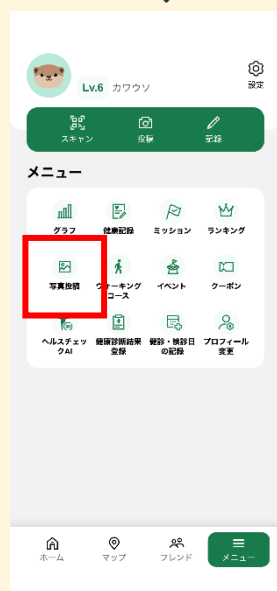 Lv.6 カワウソ
設定
スキャン 投稿 記録
メニュー
グラフ 健康記録 ミッション ランキング
写真投稿 ウォーキング
コース イベント クーポン
ヘルスチェッ
クAI 健康診断結果
登録 健診・検診日
の記録 プロフィール
変更
ホーム マップ フレンド メニュー